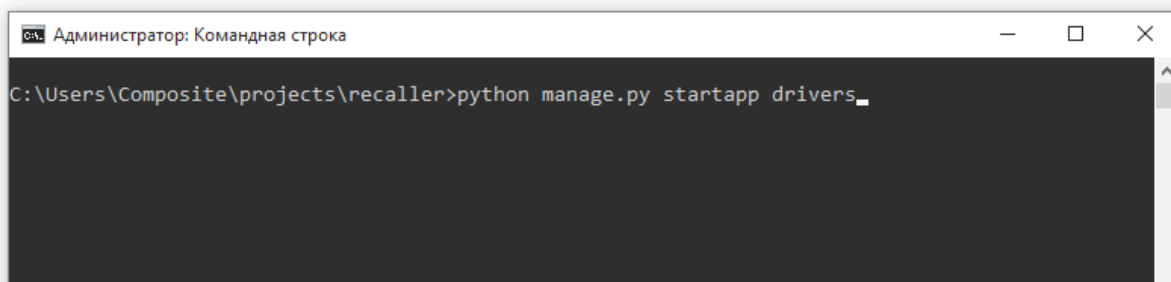 Администратор: Командная строка
C:\Users\Composite\projects\recaller>python manage.py startapp drivers